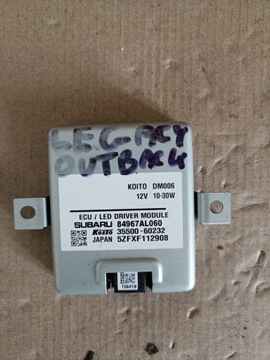 LEGACY
OUTBACK
KOITO DM006
12V 10-30W
ECU / LED DRIVER MODULE
SUBARU 84967AL060
Koito 35500-60232
JAPAN 5ZFXF112908